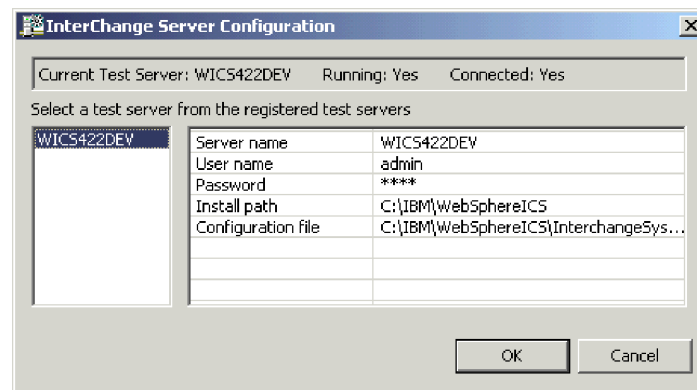 InterChange Server Configuration
Current Test Server: WICS422DEV Running: Yes Connected: Yes
Select a test server from the registered test servers
WICS422DEV
Server name WICS422DEV
User name admin
Password ****
Install path C:\IBM\WebSphereICS
Configuration file C:\IBM\WebSphereICS\InterchangeSys...
OK Cancel